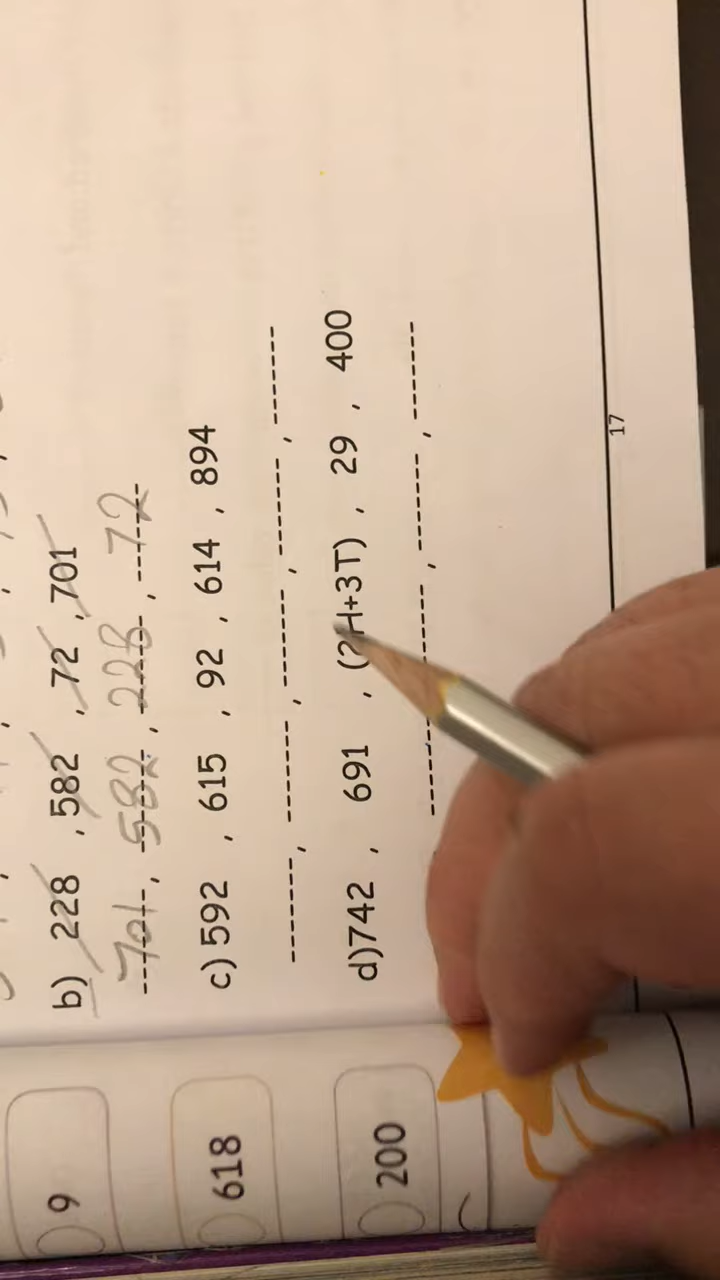 b) 228 , 582 , 72 , 701
701 , 582 , 228 , 72
c) 592 , 615 , 92 , 614 , 894
d) 742 , 691 , (2H+3T) , 29 , 400
17
9
618
200